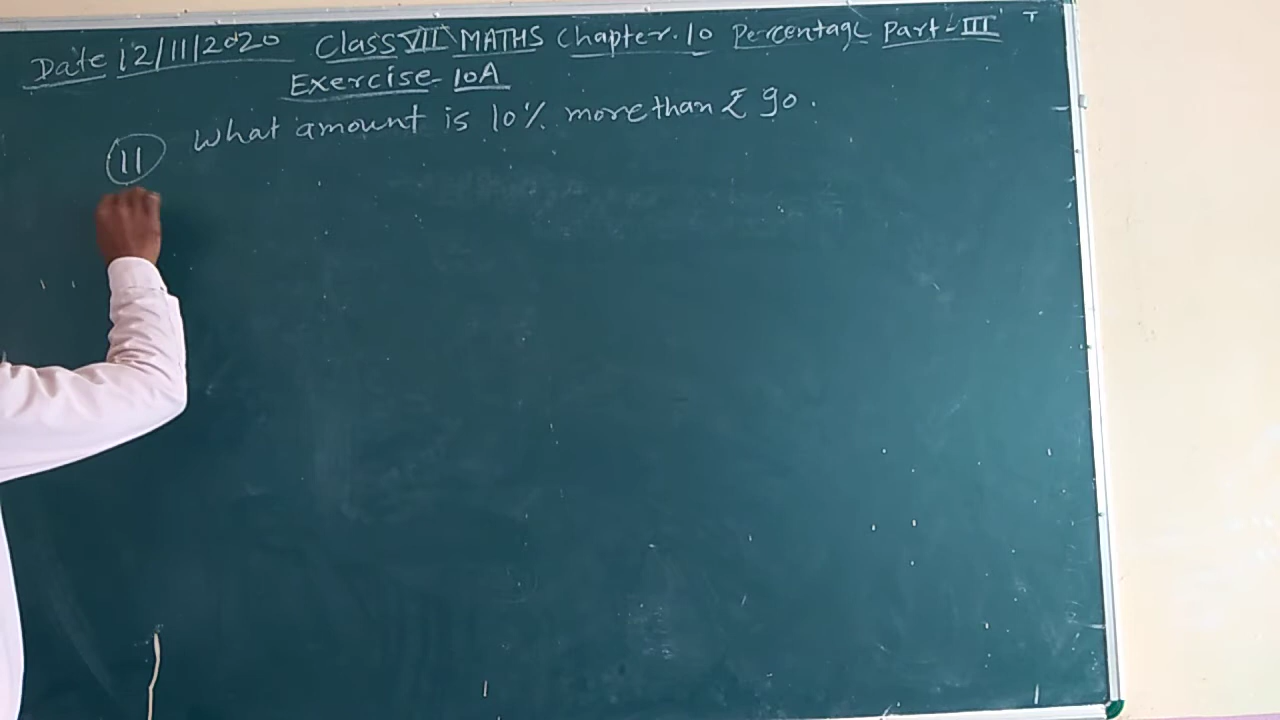 Date 12/11/2020 Class VII MATHS Chapter.10 Percentage Part-III
Exercise-10A
(11) What amount is 10% more than ₹ 90.